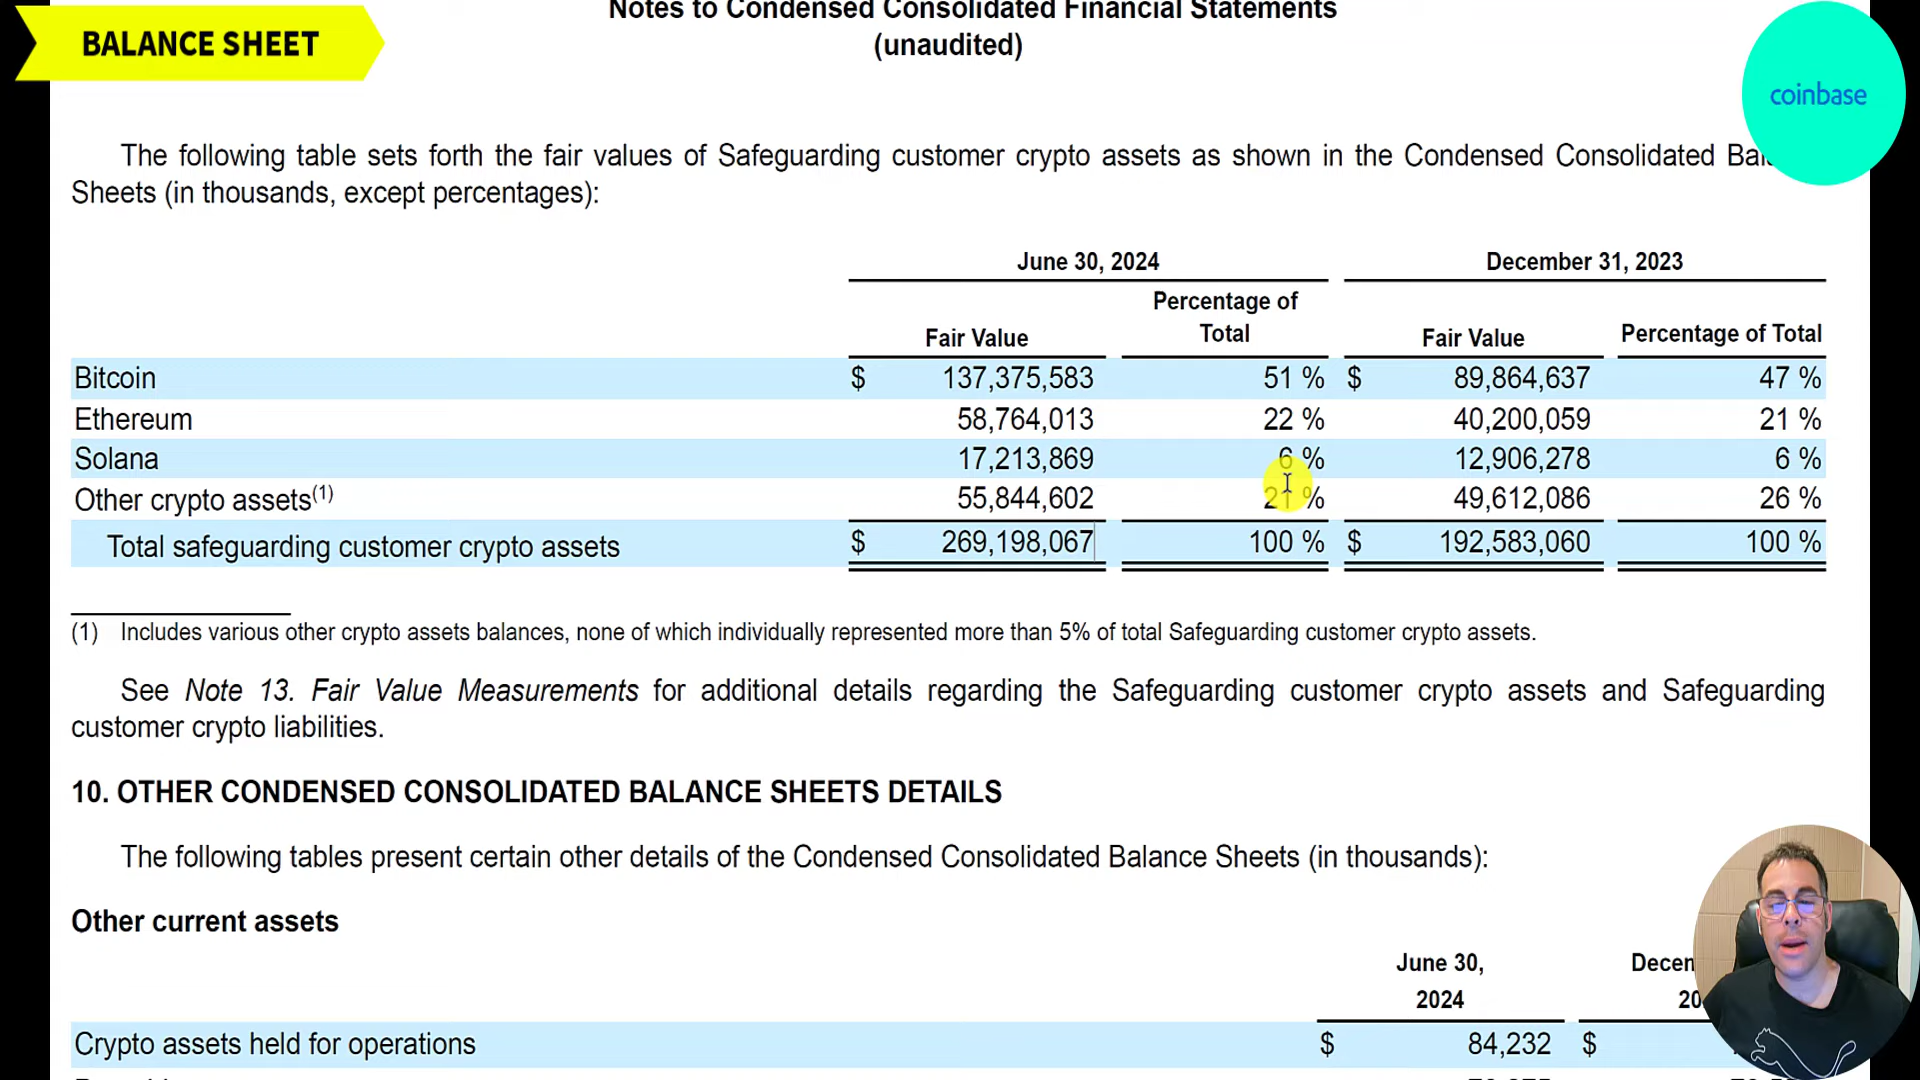 BALANCE SHEET
Notes to Condensed Consolidated Financial Statements
(unaudited)
coinbase
The following table sets forth the fair values of Safeguarding customer crypto assets as shown in the Condensed Consolidated
Sheets (in thousands, except percentages):
June 30, 2024 December 31, 2023
Percentage of
Total
Fair Value Fair Value Percentage of Total
Bitcoin $ 137,375,583 51 % $ 89,864,637 47 %
Ethereum 58,764,013 22 % 40,200,059 21 %
Solana 17,213,869 6 % 12,906,278 6 %
Other crypto assets(1) 55,844,602 21 % 49,612,086 26 %
Total safeguarding customer crypto assets $ 269,198,067 100 % $ 192,583,060 100 %
(1) Includes various other crypto assets balances, none of which individually represented more than 5% of total Safeguarding customer crypto assets.
See Note 13. Fair Value Measurements for additional details regarding the Safeguarding customer crypto assets and Safeguarding
customer crypto liabilities.
10. OTHER CONDENSED CONSOLIDATED BALANCE SHEETS DETAILS
The following tables present certain other details of the Condensed Consolidated Balance Sheets (in thousands):
Other current assets
June 30,
2024
Crypto assets held for operations $ 84,232 $